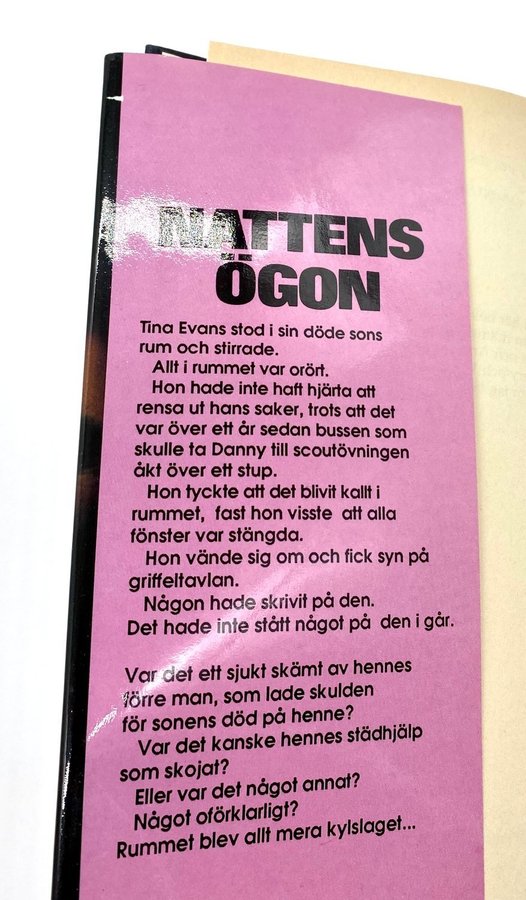 NATTENS
ÖGON
Tina Evans stod i sin döde sons
rum och stirrade.
Allt i rummet var orört.
Hon hade inte haft hjärta att
rensa ut hans saker, trots att det
var över ett år sedan bussen som
skulle ta Danny till scoutövningen
åkt över ett stup.
Hon tyckte att det blivit kallt i
rummet, fast hon visste att alla
fönster var stängda.
Hon vände sig om och fick syn på
griffeltavlan.
Någon hade skrivit på den.
Det hade inte stått något på den i går.
Var det ett sjukt skämt av hennes
förre man, som lade skulden
för sonens död på henne?
Var det kanske hennes städhjälp
som skojat?
Eller var det något annat?
Något oförklarligt?
Rummet blev allt mera kylslaget...